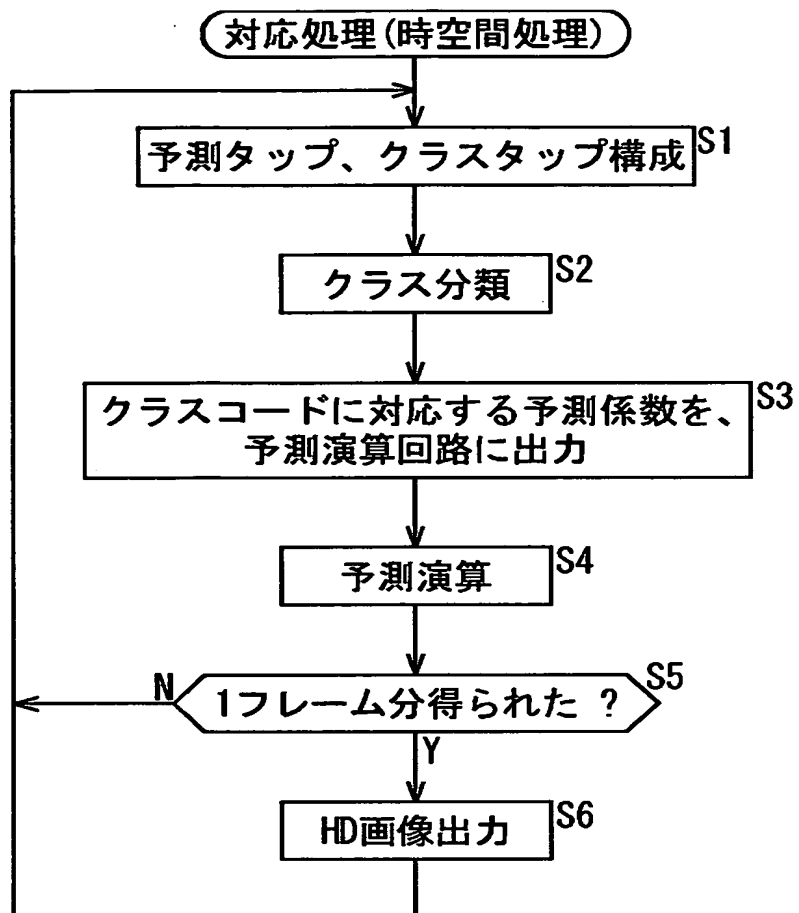 対応処理(時空間処理)
予測タップ、クラスタップ構成
S1
クラス分類
S2
クラスコードに対応する予測係数を、
予測演算回路に出力
S3
予測演算
S4
1フレーム分得られた ?
S5
N
Y
HD画像出力
S6